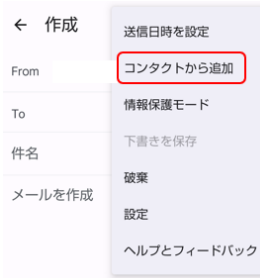 ← 作成
From
To
件名
メールを作成
送信日時を設定
コンタクトから追加
情報保護モード
下書きを保存
破棄
設定
ヘルプとフィードバック